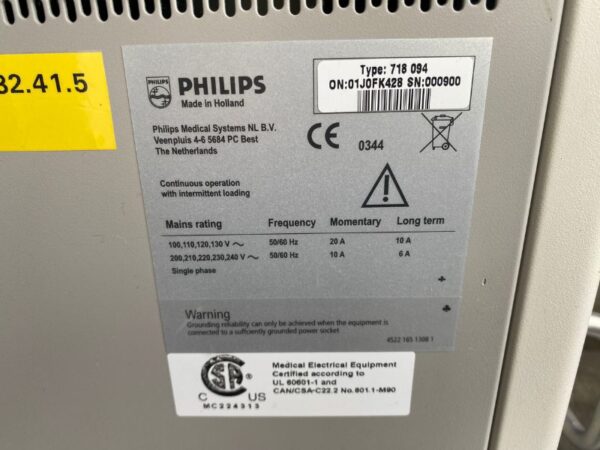 32.41.5
PHILIPS
PHILIPS
Made in Holland
Type: 718 094
ON:01J0FK428 SN:000900
Philips Medical Systems NL B.V.
Veenpluis 4-6 5684 PC Best
The Netherlands
CE 0344
Continuous operation
with intermittent loading
Mains rating Frequency Momentary Long term
100,110,120,130 V ~ 50/60 Hz 20 A 10 A
200,210,220,230,240 V ~ 50/60 Hz 10 A 6 A
Single phase
Warning
Grounding reliability can only be achieved when the equipment is
connected to a sufficiently grounded power socket
4522 165 1308 1
CSA
C US
MC224313
Medical Electrical Equipment
Certified according to
UL 60601-1 and
CAN/CSA-C22.2 No.601.1-M90